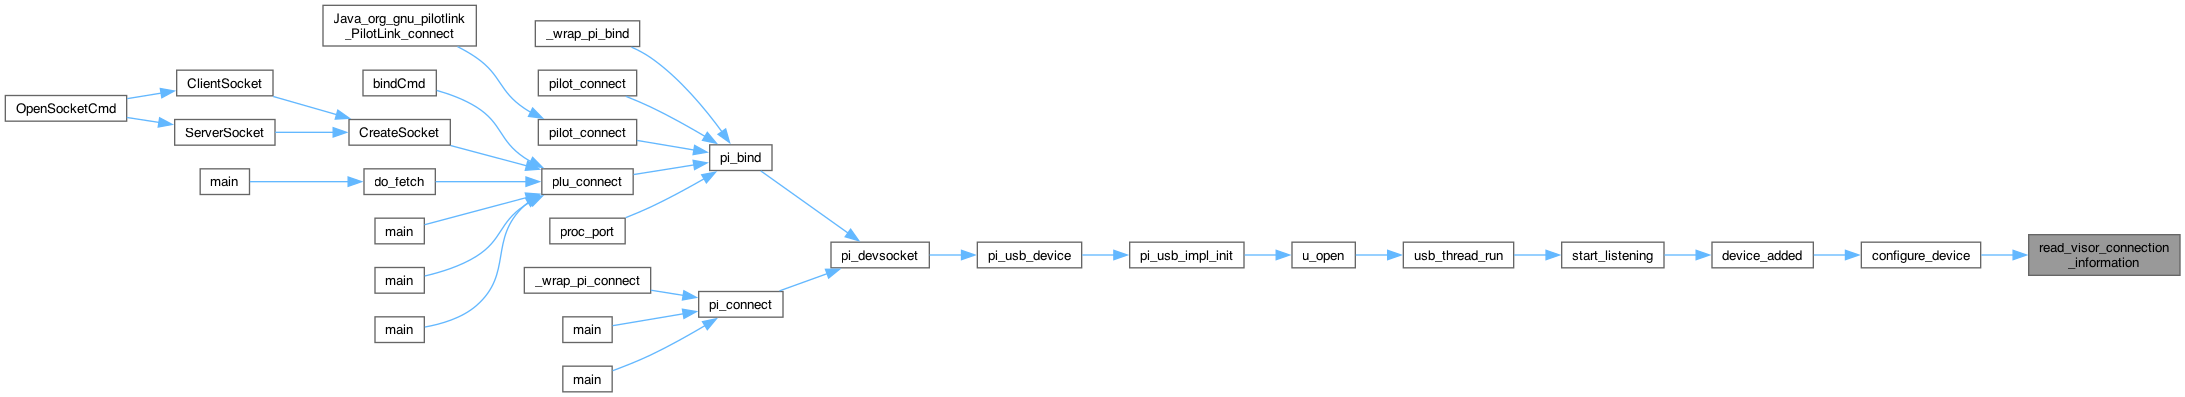 Java_org_gnu_pilotlink
_PilotLink_connect
_wrap_pi_bind
ClientSocket
bindCmd
pilot_connect
OpenSocketCmd
ServerSocket
CreateSocket
pilot_connect
pi_bind
main
do_fetch
plu_connect
main
proc_port
pi_devsocket
pi_usb_device
pi_usb_impl_init
u_open
usb_thread_run
start_listening
device_added
configure_device
read_visor_connection
_information
main
_wrap_pi_connect
pi_connect
main
main
main